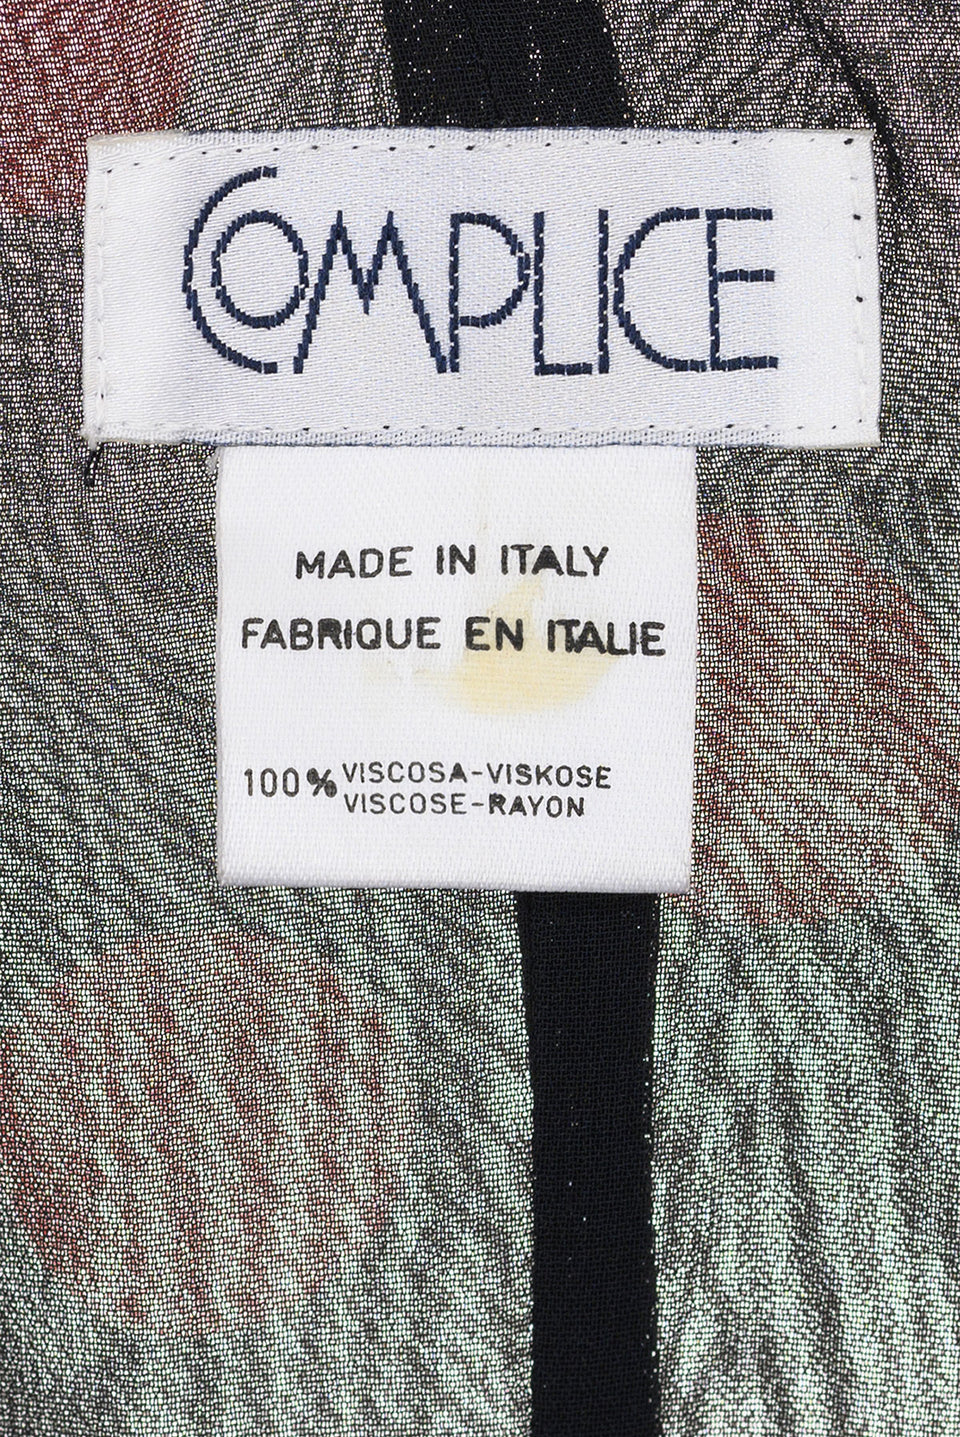 COMPLICE
MADE IN ITALY
FABRIQUE EN ITALIE
100% VISCOSA-VISKOSE
VISCOSE-RAYON